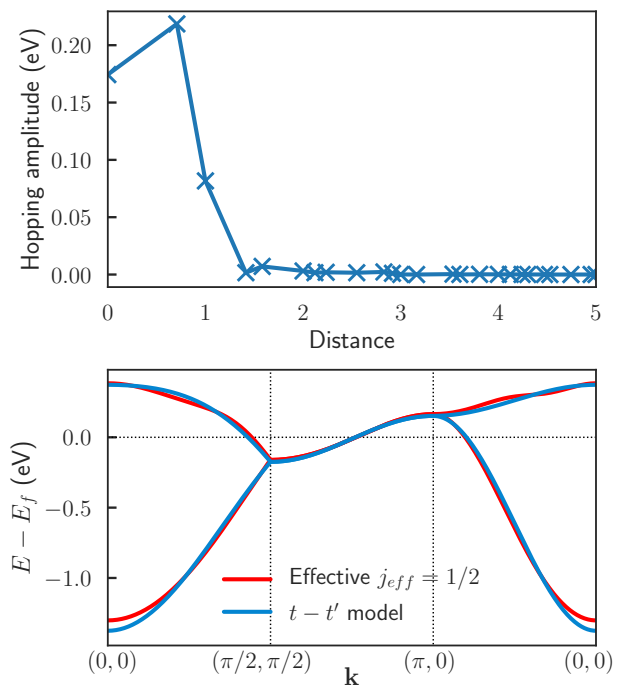 Hopping amplitude (eV)
0.20
0.15
0.10
0.05
0.00
0 1 2 3 4 5
Distance
E − E_f (eV)
0.0
−0.5
−1.0
Effective j_{eff} = 1/2
t − t′ model
(0, 0) (π/2, π/2) (π, 0) (0, 0)
k